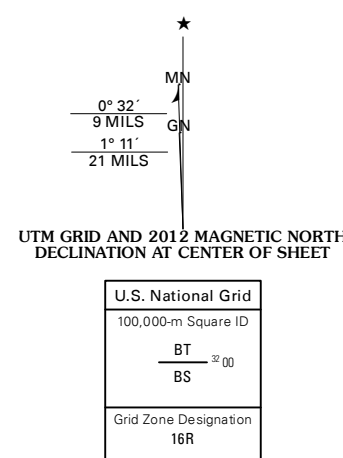 ★
MN
0° 32´
9 MILS
GN
1° 11´
21 MILS
UTM GRID AND 2012 MAGNETIC NORTH
DECLINATION AT CENTER OF SHEET
U.S. National Grid
100,000-m Square ID
BT
32 00
BS
Grid Zone Designation
16R